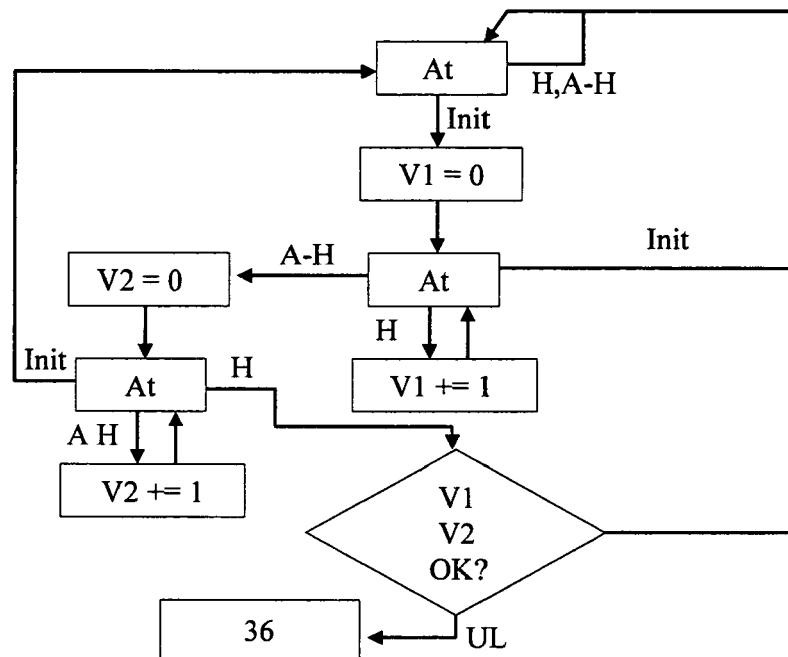 At
H,A-H
Init
V1 = 0
Init
A-H
V2 = 0
At
H
Init
H
At
V1 += 1
A H
V2 += 1
V1
V2
OK?
36
UL